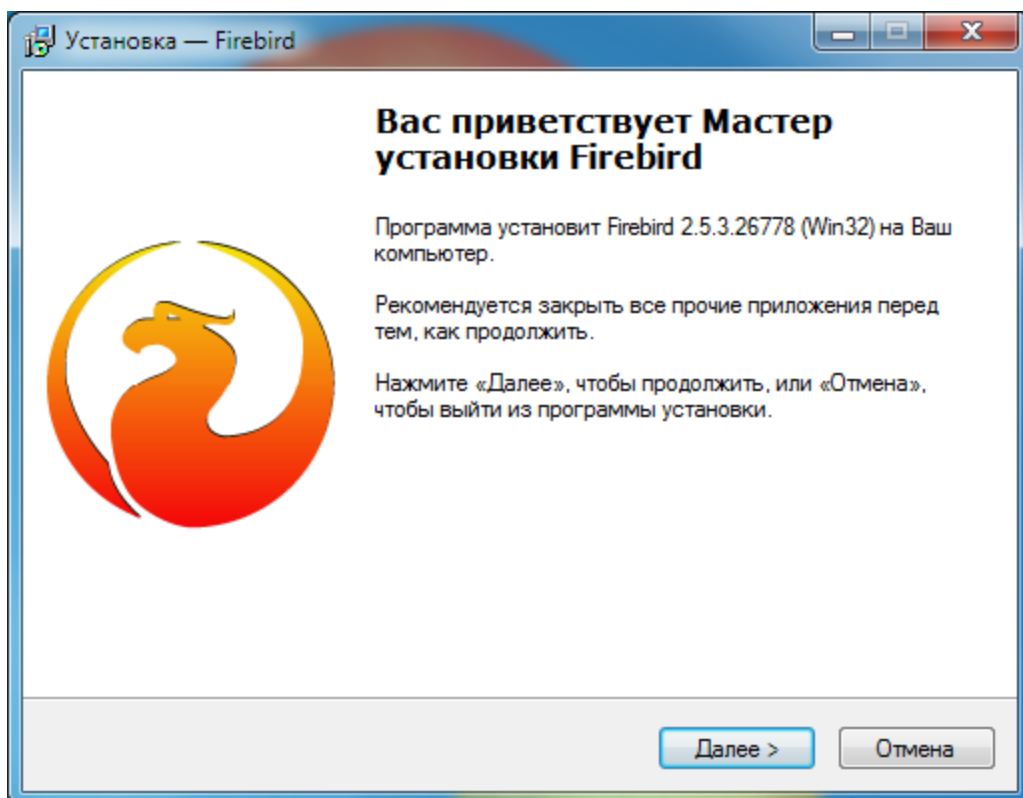 Установка — Firebird
Вас приветствует Мастер
установки Firebird
Программа установит Firebird 2.5.3.26778 (Win32) на Ваш
компьютер.
Рекомендуется закрыть все прочие приложения перед
тем, как продолжить.
Нажмите «Далее», чтобы продолжить, или «Отмена»,
чтобы выйти из программы установки.
Далее >
Отмена